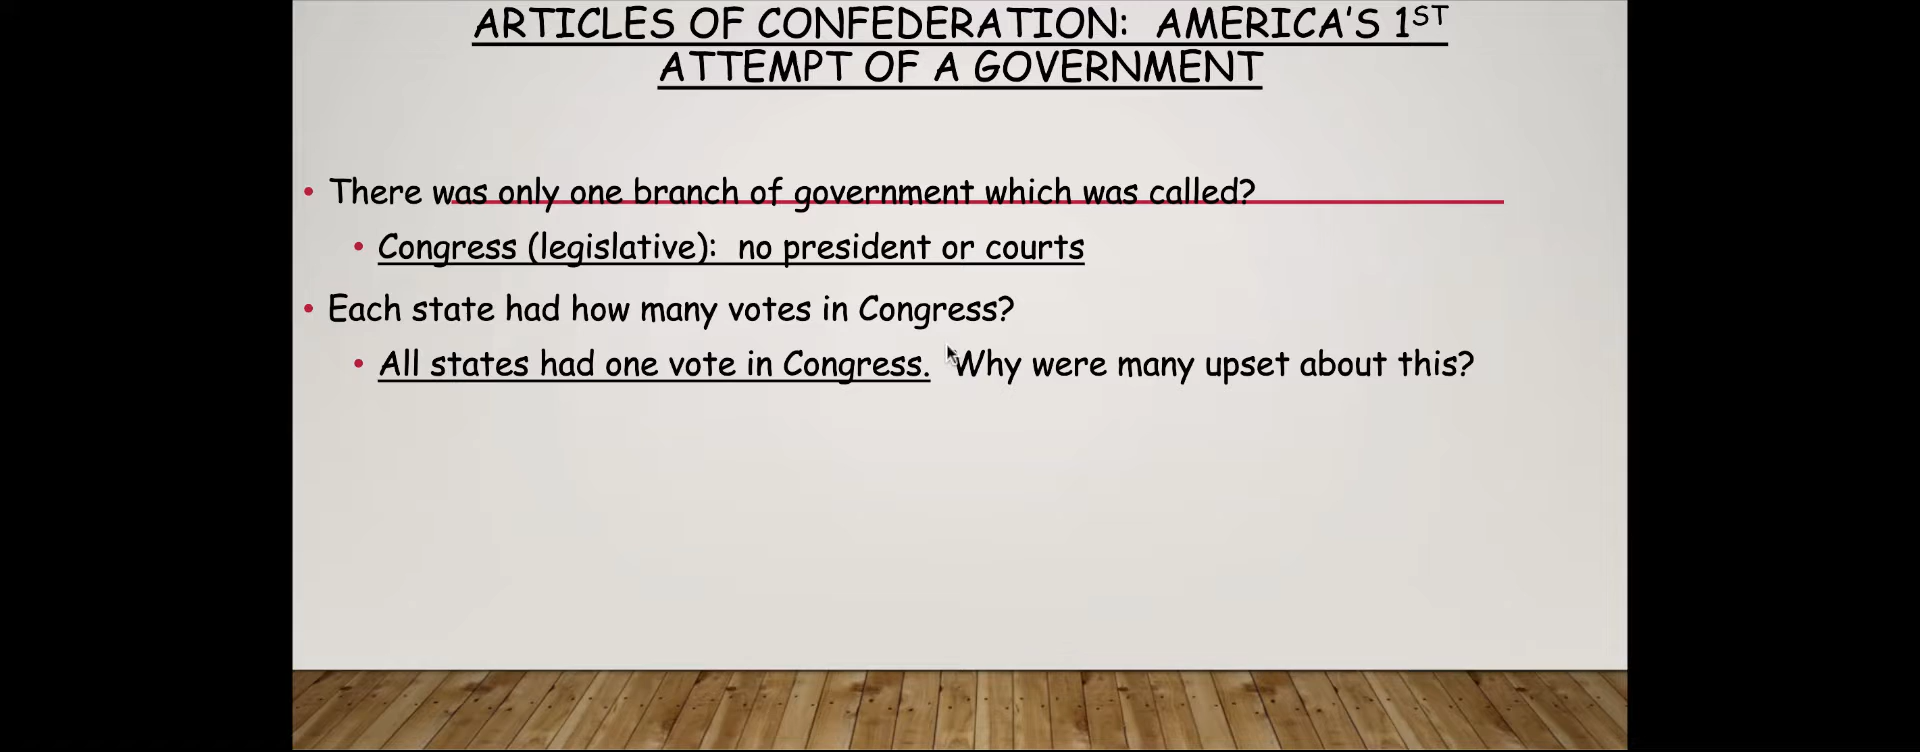 ARTICLES OF CONFEDERATION: AMERICA'S 1ST
ATTEMPT OF A GOVERNMENT
• There was only one branch of government which was called?
• Congress (legislative): no president or courts
• Each state had how many votes in Congress?
• All states had one vote in Congress. Why were many upset about this?